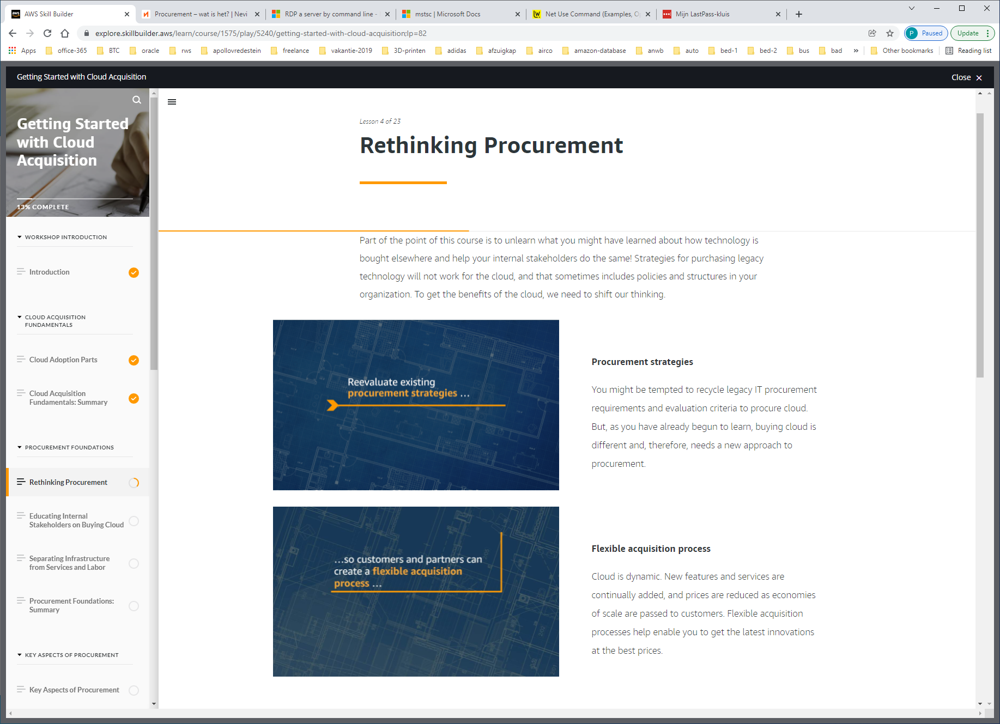 AWS Skill Builder
Procurement – wat is het? | Nevi
RDP a server by command line -
mstsc | Microsoft Docs
Net Use Command (Examples, Op
Mijn LastPass-kluis
explore.skillbuilder.aws/learn/course/1575/play/5240/getting-started-with-cloud-acquisition;lp=82
P Paused
Update
Apps
office-365
BTC
oracle
rws
apollovredestein
freelance
vakantie-2019
3D-printen
adidas
afzuigkap
airco
amazon-database
anwb
auto
bed-1
bed-2
bus
bad
»
Other bookmarks
Reading list
Getting Started with Cloud Acquisition
Close
Getting Started
with Cloud
Acquisition
13% COMPLETE
WORKSHOP INTRODUCTION
Introduction
CLOUD ACQUISITION
FUNDAMENTALS
Cloud Adoption Parts
Cloud Acquisition
Fundamentals: Summary
PROCUREMENT FOUNDATIONS
Rethinking Procurement
Educating Internal
Stakeholders on Buying Cloud
Separating Infrastructure
from Services and Labor
Procurement Foundations:
Summary
KEY ASPECTS OF PROCUREMENT
Key Aspects of Procurement
Lesson 4 of 23
Rethinking Procurement
Part of the point of this course is to unlearn what you might have learned about how technology is
bought elsewhere and help your internal stakeholders do the same! Strategies for purchasing legacy
technology will not work for the cloud, and that sometimes includes policies and structures in your
organization. To get the benefits of the cloud, we need to shift our thinking.
Reevaluate existing
procurement strategies ...
Procurement strategies
You might be tempted to recycle legacy IT procurement
requirements and evaluation criteria to procure cloud.
But, as you have already begun to learn, buying cloud is
different and, therefore, needs a new approach to
procurement.
...so customers and partners can
create a flexible acquisition
process ...
Flexible acquisition process
Cloud is dynamic. New features and services are
continually added, and prices are reduced as economies
of scale are passed to customers. Flexible acquisition
processes help enable you to get the latest innovations
at the best prices.